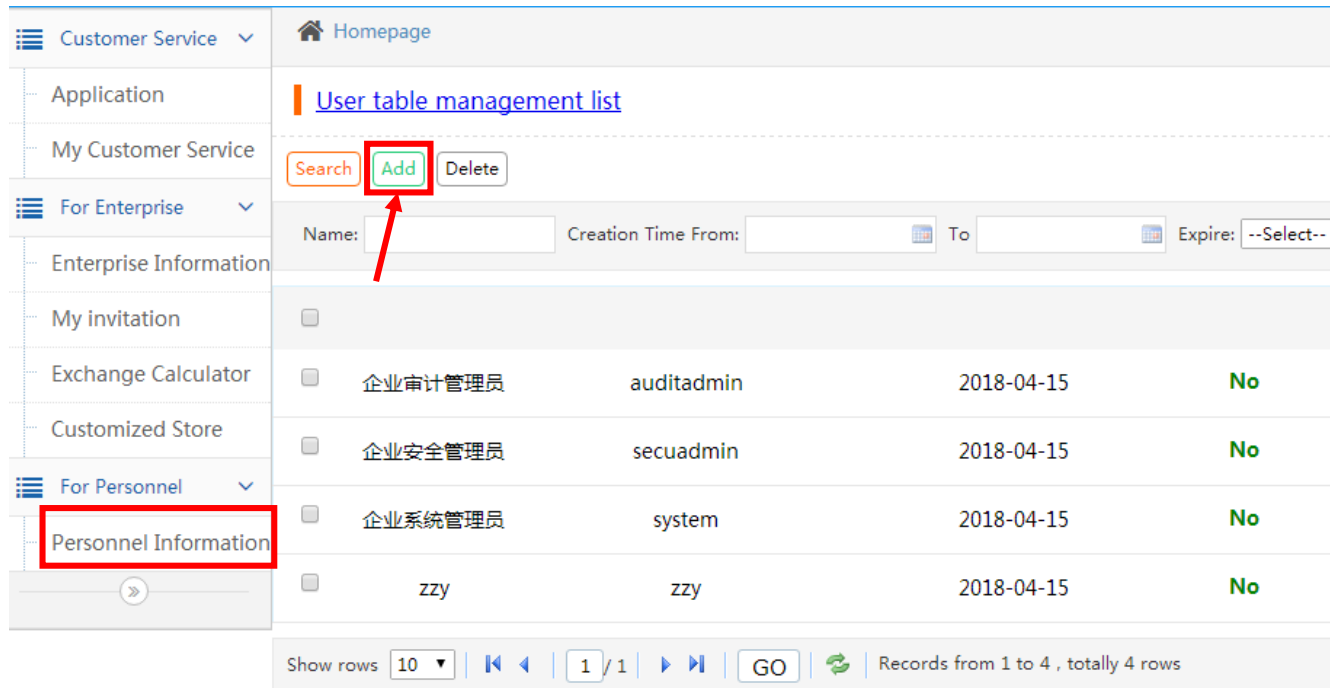 Customer Service
Application
My Customer Service
For Enterprise
Enterprise Information
My invitation
Exchange Calculator
Customized Store
For Personnel
Personnel Information
Homepage
User table management list
Search Add Delete
Name: Creation Time From: To Expire: --Select--
企业审计管理员 auditadmin 2018-04-15 No
企业安全管理员 secuadmin 2018-04-15 No
企业系统管理员 system 2018-04-15 No
zzy zzy 2018-04-15 No
Show rows 10 1 / 1 GO Records from 1 to 4 , totally 4 rows